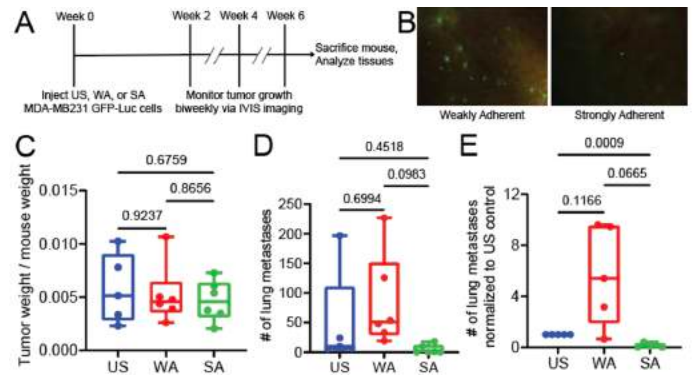 A
Week 0
Week 2
Week 4
Week 6
Sacrifice mouse,
Analyze tissues
Inject US, WA, or SA
MDA-MB231 GFP-Luc cells
Monitor tumor growth
biweekly via IVIS imaging
B
Weakly Adherent
Strongly Adherent
C
Tumor weight / mouse weight
0.6759
0.8656
0.9237
0.015
0.010
0.005
0.000
US
WA
SA
D
# of lung metastases
0.4518
0.0983
0.6994
250
200
150
100
50
0
US
WA
SA
E
# of lung metastases
normalized to US control
0.0009
0.0665
0.1166
12
8
4
0
US
WA
SA